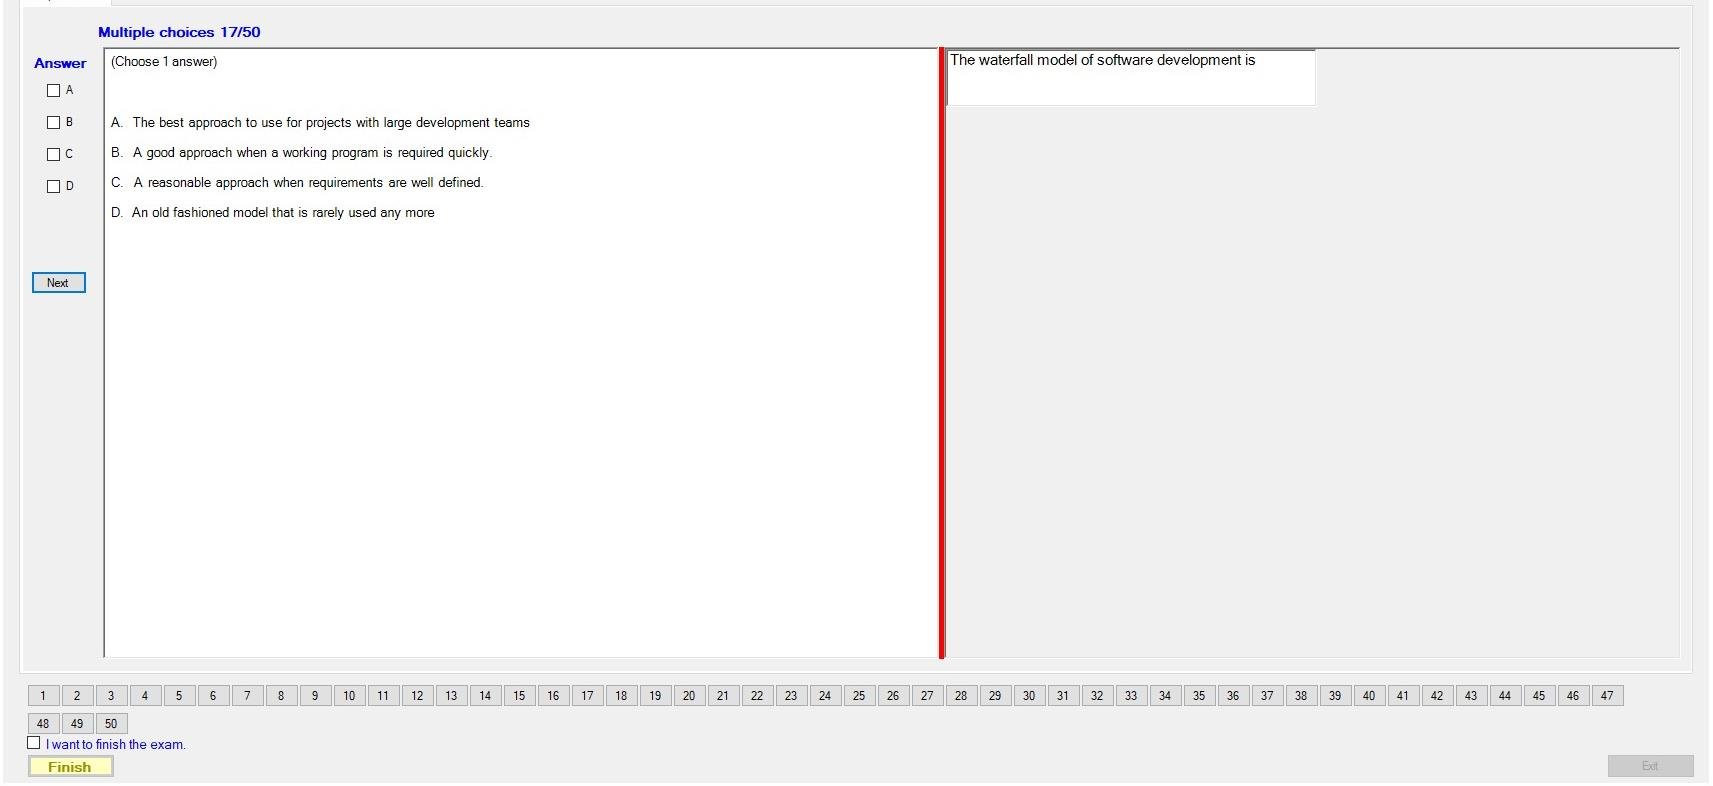 Multiple choices 17/50
Answer
(Choose 1 answer)
The waterfall model of software development is
A
B
C
D
A. The best approach to use for projects with large development teams
B. A good approach when a working program is required quickly.
C. A reasonable approach when requirements are well defined.
D. An old fashioned model that is rarely used any more
Next
1 2 3 4 5 6 7 8 9 10 11 12 13 14 15 16 17 18 19 20 21 22 23 24 25 26 27 28 29 30 31 32 33 34 35 36 37 38 39 40 41 42 43 44 45 46 47
48 49 50
I want to finish the exam.
Finish
Exit